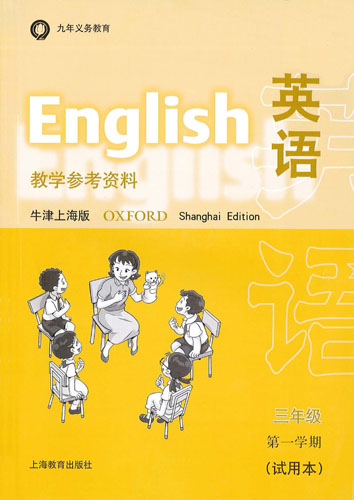 九年义务教育
English
英语
教学参考资料
牛津上海版 OXFORD Shanghai Edition
三年级
第一学期
(试用本)
上海教育出版社